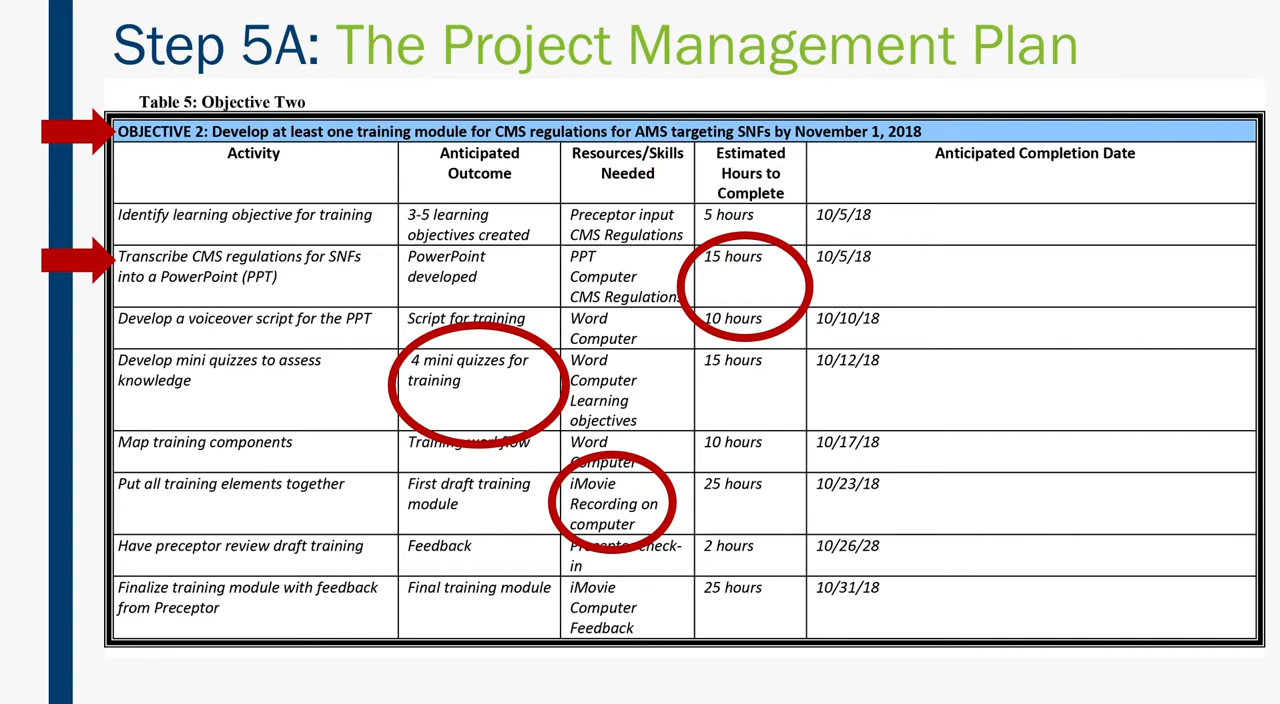 Step 5A: The Project Management Plan
Table 5: Objective Two
OBJECTIVE 2: Develop at least one training module for CMS regulations for AMS targeting SNFs by November 1, 2018
Activity
Anticipated
Outcome
Resources/Skills
Needed
Estimated
Hours to
Complete
Anticipated Completion Date
Identify learning objective for training
3-5 learning
objectives created
Preceptor input
CMS Regulations
5 hours
10/5/18
Transcribe CMS regulations for SNFs
into a PowerPoint (PPT)
PowerPoint
developed
PPT
Computer
CMS Regulations
15 hours
10/5/18
Develop a voiceover script for the PPT
Script for training
Word
Computer
10 hours
10/10/18
Develop mini quizzes to assess
knowledge
4 mini quizzes for
training
Word
Computer
Learning
objectives
15 hours
10/12/18
Map training components
Training workflow
Word
Computer
10 hours
10/17/18
Put all training elements together
First draft training
module
iMovie
Recording on
computer
25 hours
10/23/18
Have preceptor review draft training
Feedback
Preceptor check-
in
2 hours
10/26/28
Finalize training module with feedback
from Preceptor
Final training module
iMovie
Computer
Feedback
25 hours
10/31/18